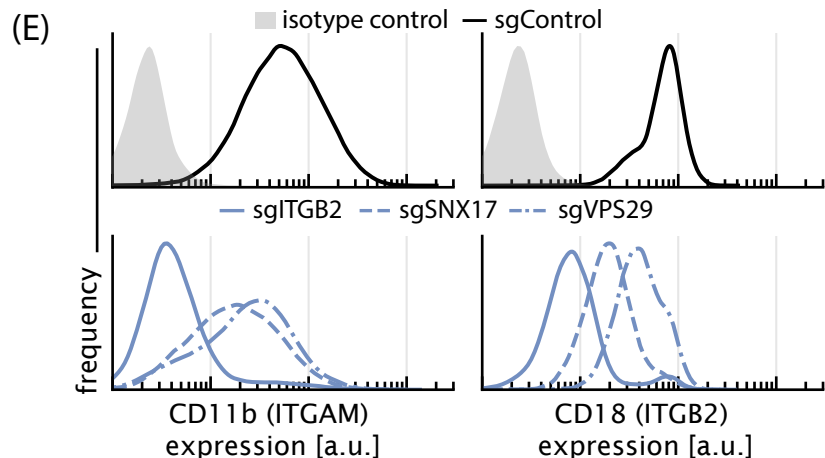 (E)
isotype control sgControl
sgITGB2 sgSNX17 sgVPS29
frequency
CD11b (ITGAM)
expression [a.u.]
CD18 (ITGB2)
expression [a.u.]